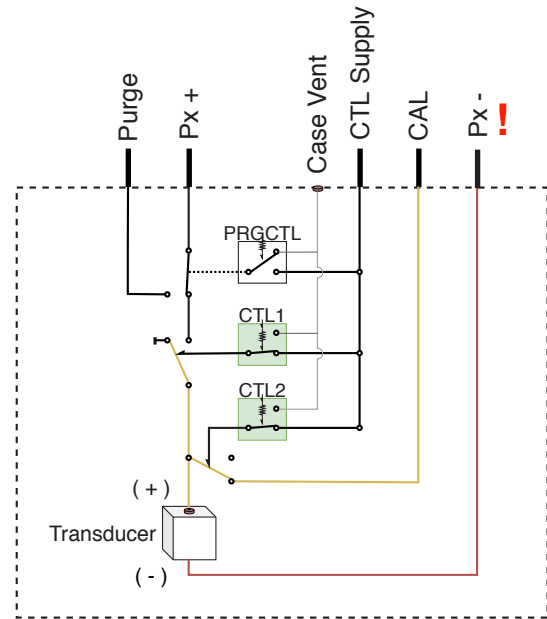 Purge
Px +
Case Vent
CTL Supply
CAL
Px - !
PRGCTL
CTL1
CTL2
( + )
Transducer
( - )